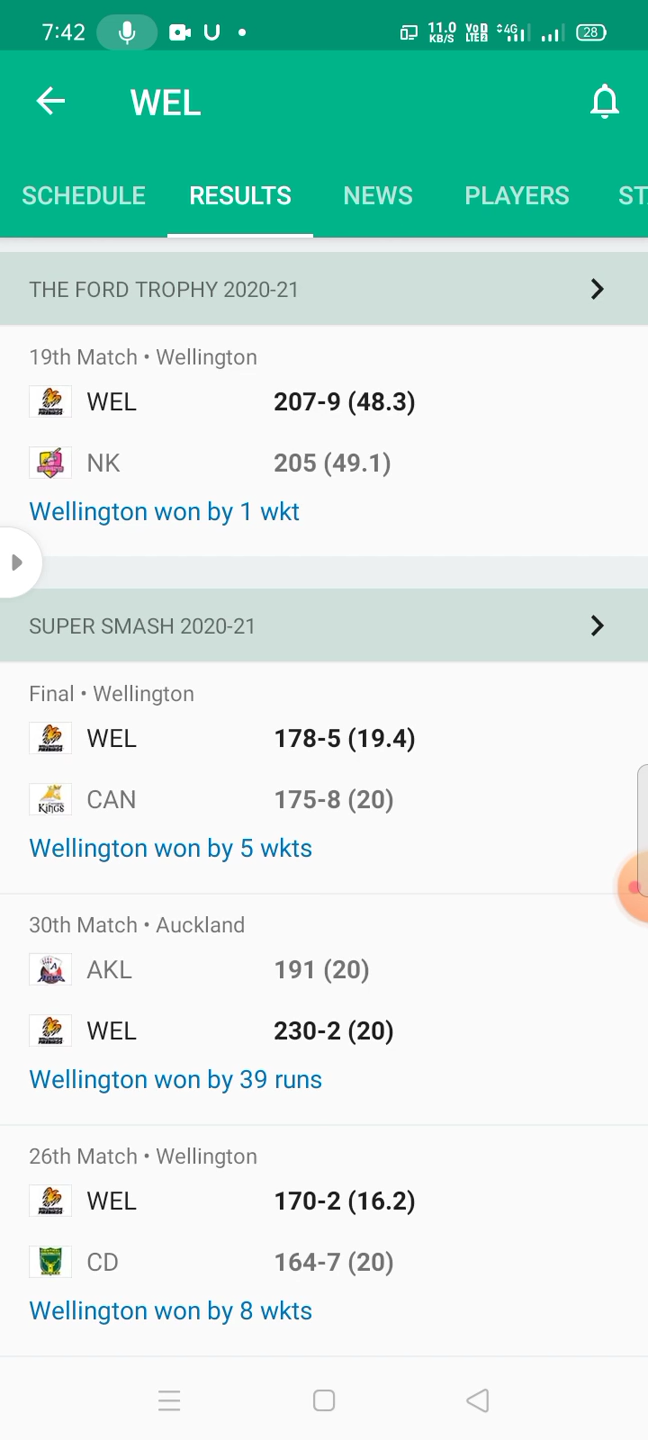 7:42 U 11.0 KB/S VoD LTE2 4G 28
WEL
SCHEDULE RESULTS NEWS PLAYERS ST
THE FORD TROPHY 2020-21
19th Match • Wellington
WEL 207-9 (48.3)
NK 205 (49.1)
Wellington won by 1 wkt
SUPER SMASH 2020-21
Final • Wellington
WEL 178-5 (19.4)
Kings CAN 175-8 (20)
Wellington won by 5 wkts
30th Match • Auckland
AKL 191 (20)
WEL 230-2 (20)
Wellington won by 39 runs
26th Match • Wellington
WEL 170-2 (16.2)
CD 164-7 (20)
Wellington won by 8 wkts